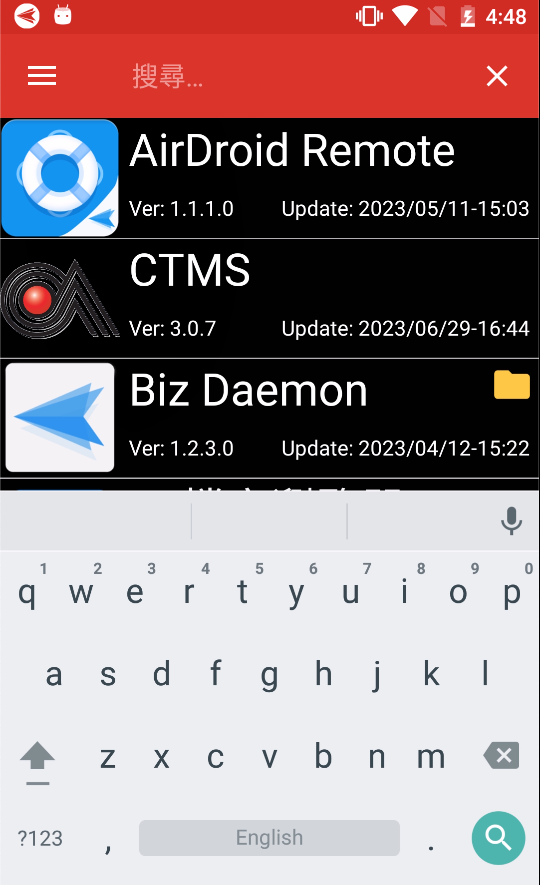 4:48
搜尋...
AirDroid Remote
Ver: 1.1.1.0 Update: 2023/05/11-15:03
CTMS
Ver: 3.0.7 Update: 2023/06/29-16:44
Biz Daemon
Ver: 1.2.3.0 Update: 2023/04/12-15:22
1 2 3 4 5 6 7 8 9 0
q w e r t y u i o p
a s d f g h j k l
z x c v b n m
?123 , English .